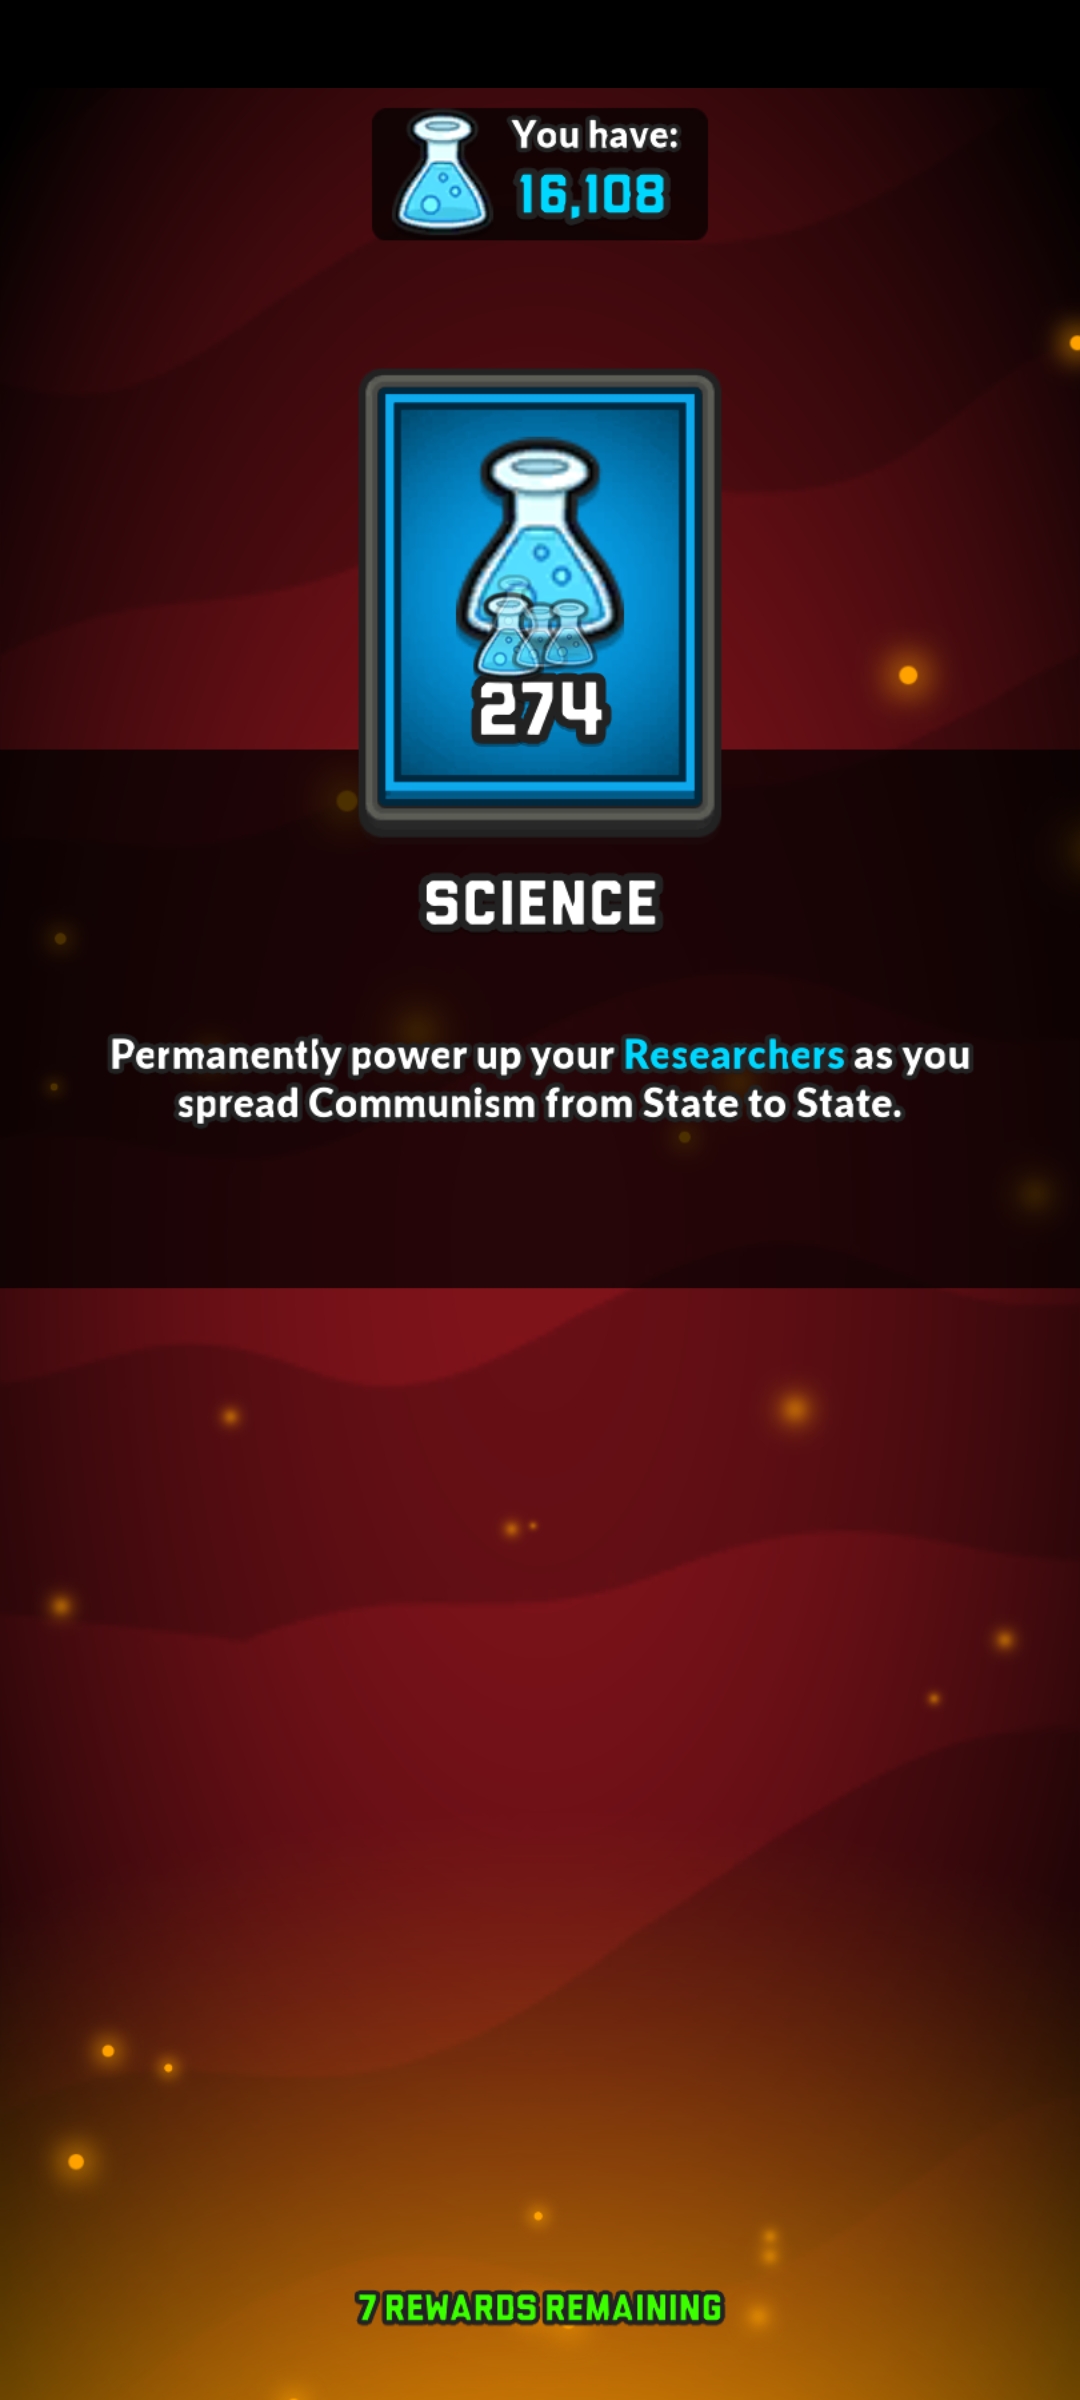 You have:
16,108
274
SCIENCE
Permanently power up your Researchers as you
spread Communism from State to State.
7 REWARDS REMAINING